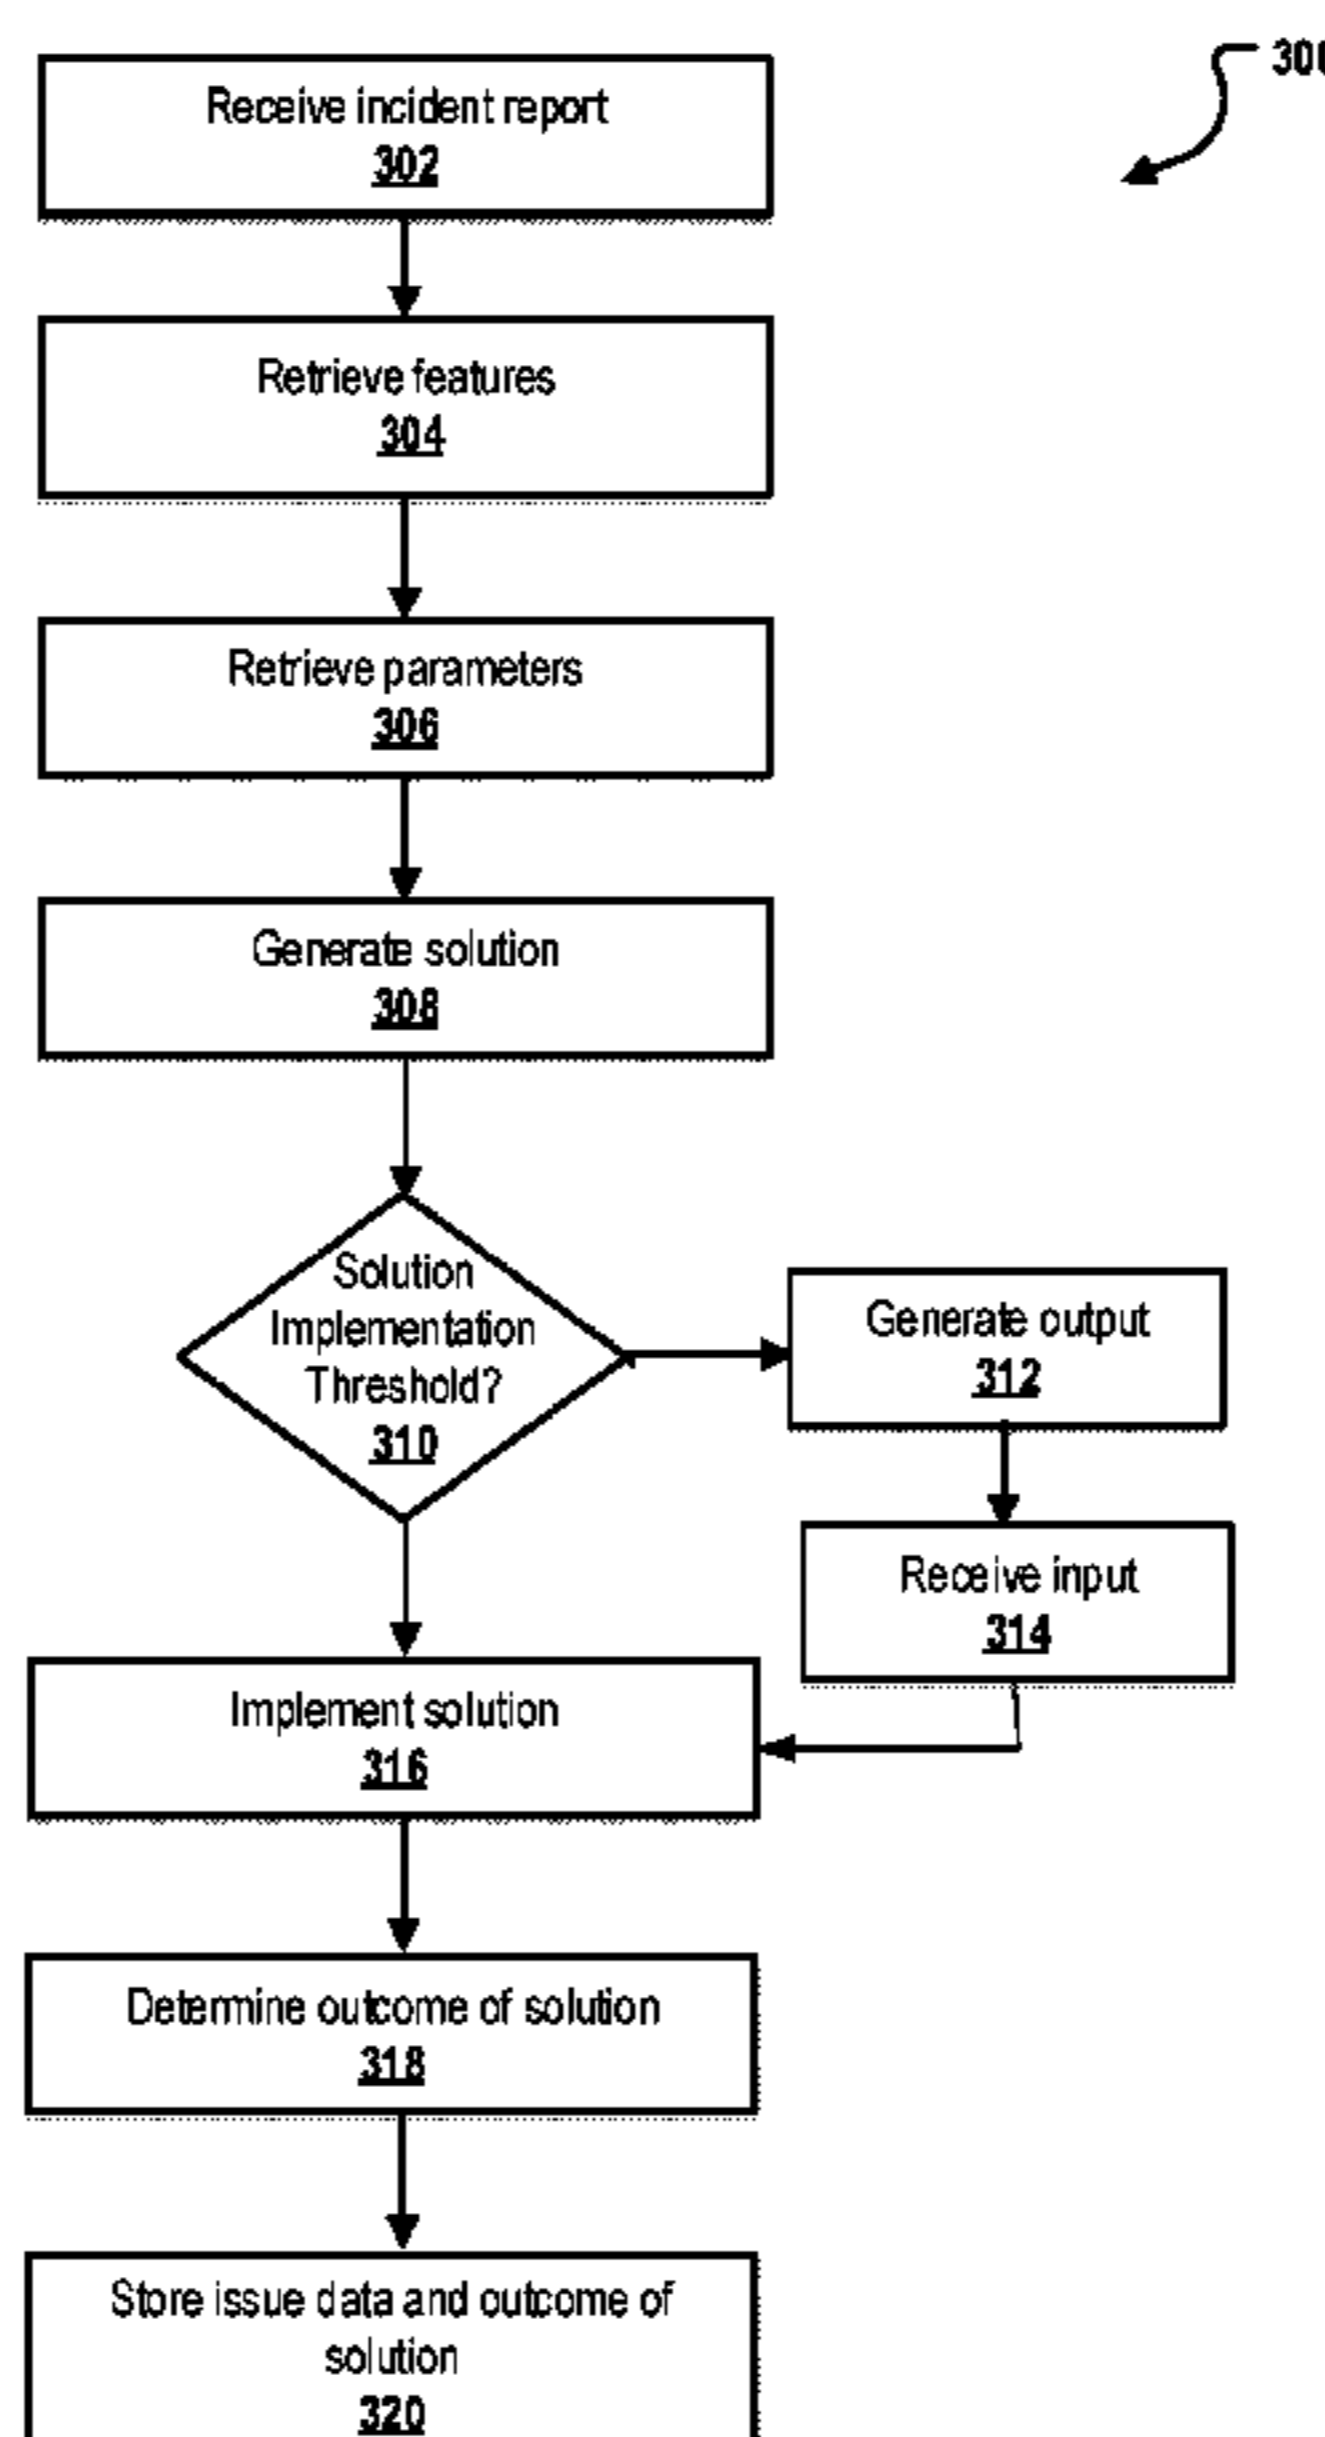 300
Receive incident report
302
Retrieve features
304
Retrieve parameters
306
Generate solution
308
Solution
Implementation
Threshold?
310
Generate output
312
Receive input
314
Implement solution
316
Determine outcome of solution
318
Store issue data and outcome of
solution
320